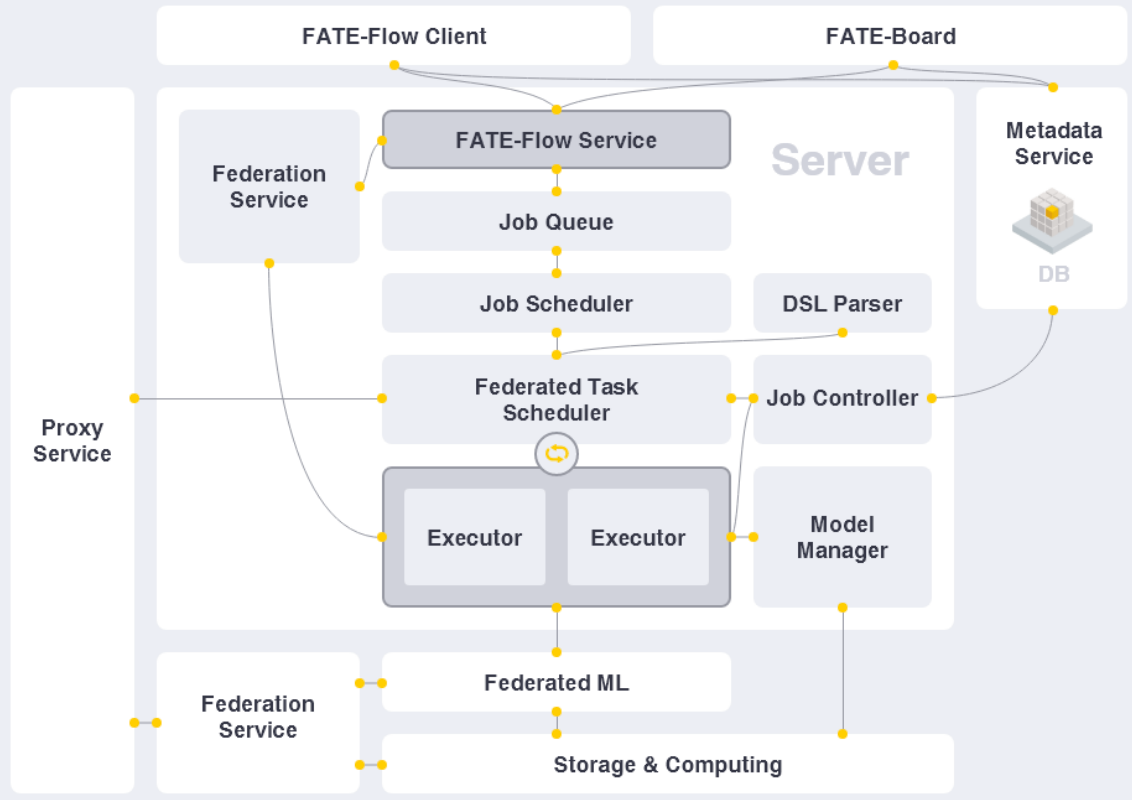 FATE-Flow Client
FATE-Board
FATE-Flow Service
Server
Metadata
Service
DB
Federation
Service
Job Queue
Job Scheduler
DSL Parser
Federated Task
Scheduler
Job Controller
Proxy
Service
Executor
Executor
Model
Manager
Federated ML
Federation
Service
Storage & Computing